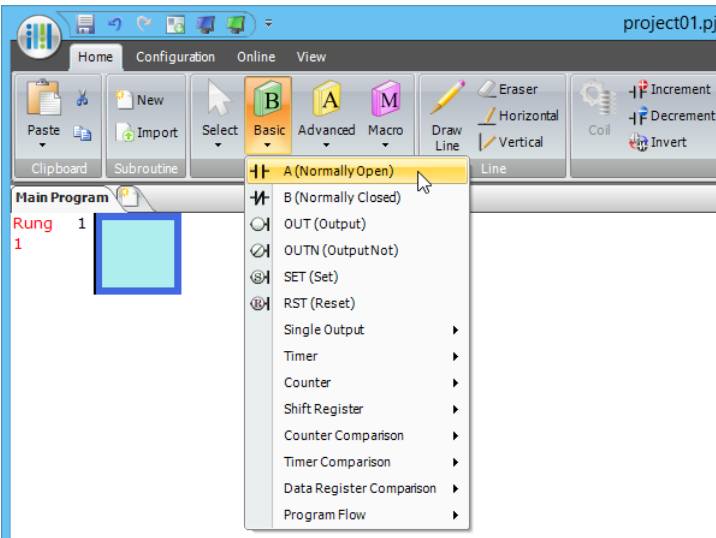 project01.pj
Home Configuration Online View
Paste
New
Import
Select
Basic
Advanced
Macro
Draw
Line
Eraser
Horizontal
Vertical
Coil
Increment
Decrement
Invert
Clipboard
Subroutine
Line
Main Program
Rung 1
1
B
A
M
A (Normally Open)
B (Normally Closed)
OUT (Output)
OUTN (Output Not)
S SET (Set)
R RST (Reset)
Single Output
Timer
Counter
Shift Register
Counter Comparison
Timer Comparison
Data Register Comparison
Program Flow